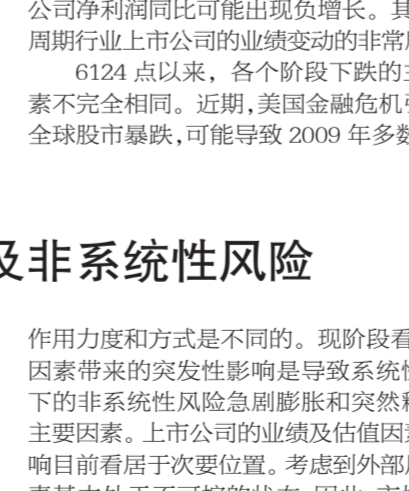 公司净利润同比可能出现负增长。其
周期行业上市公司的业绩变动的非常
6124 点以来，各个阶段下跌的主
素不完全相同。近期，美国金融危机引
全球股市暴跌，可能导致 2009 年多数
及非系统性风险
作用力度和方式是不同的。现阶段看
因素带来的突发性影响是导致系统性
下的非系统性风险急剧膨胀和突然释
主要因素。上市公司的业绩及估值因素
响目前看居于次要位置。考虑到外部